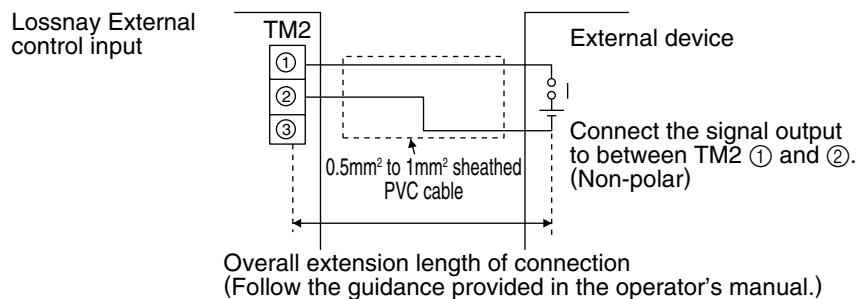 Lossnay External
control input
TM2
①
②
③
External device
Connect the signal output
to between TM2 ① and ②.
(Non-polar)
0.5mm² to 1mm² sheathed
PVC cable
Overall extension length of connection
(Follow the guidance provided in the operator’s manual.)